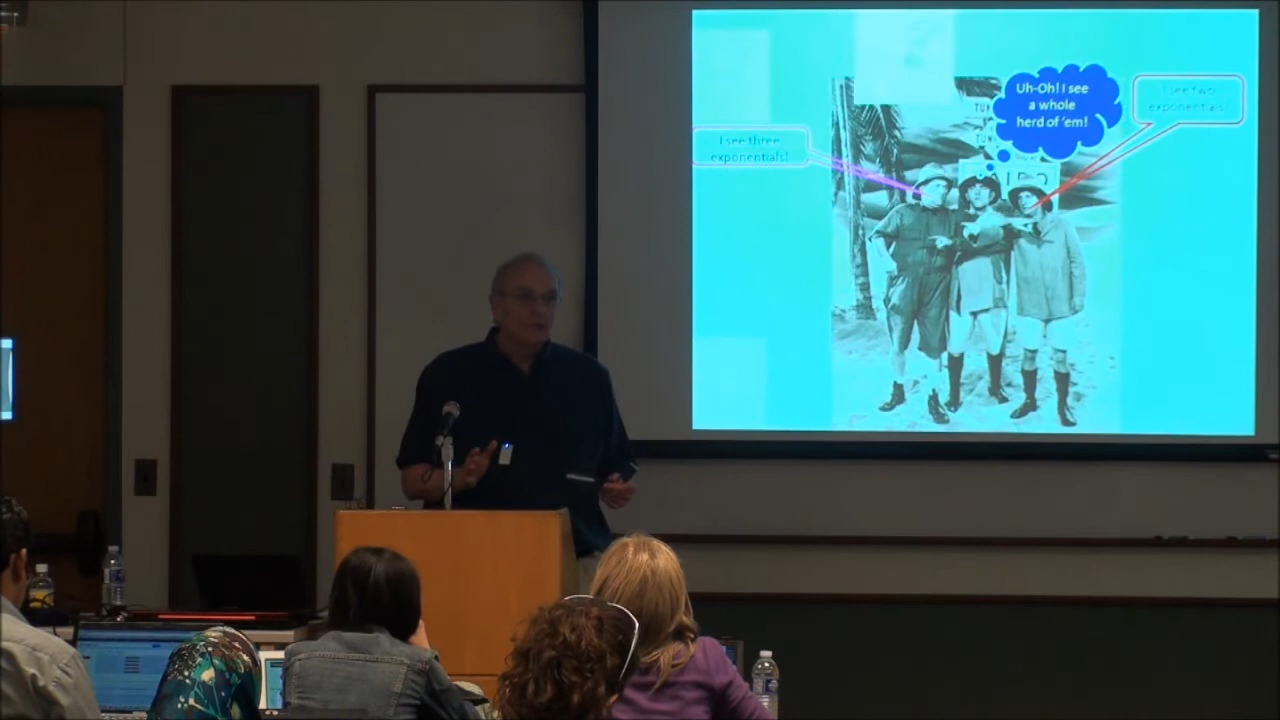 Uh-Oh! I see
a whole
herd of 'em!
I see two
exponentials!
I see three
exponentials!